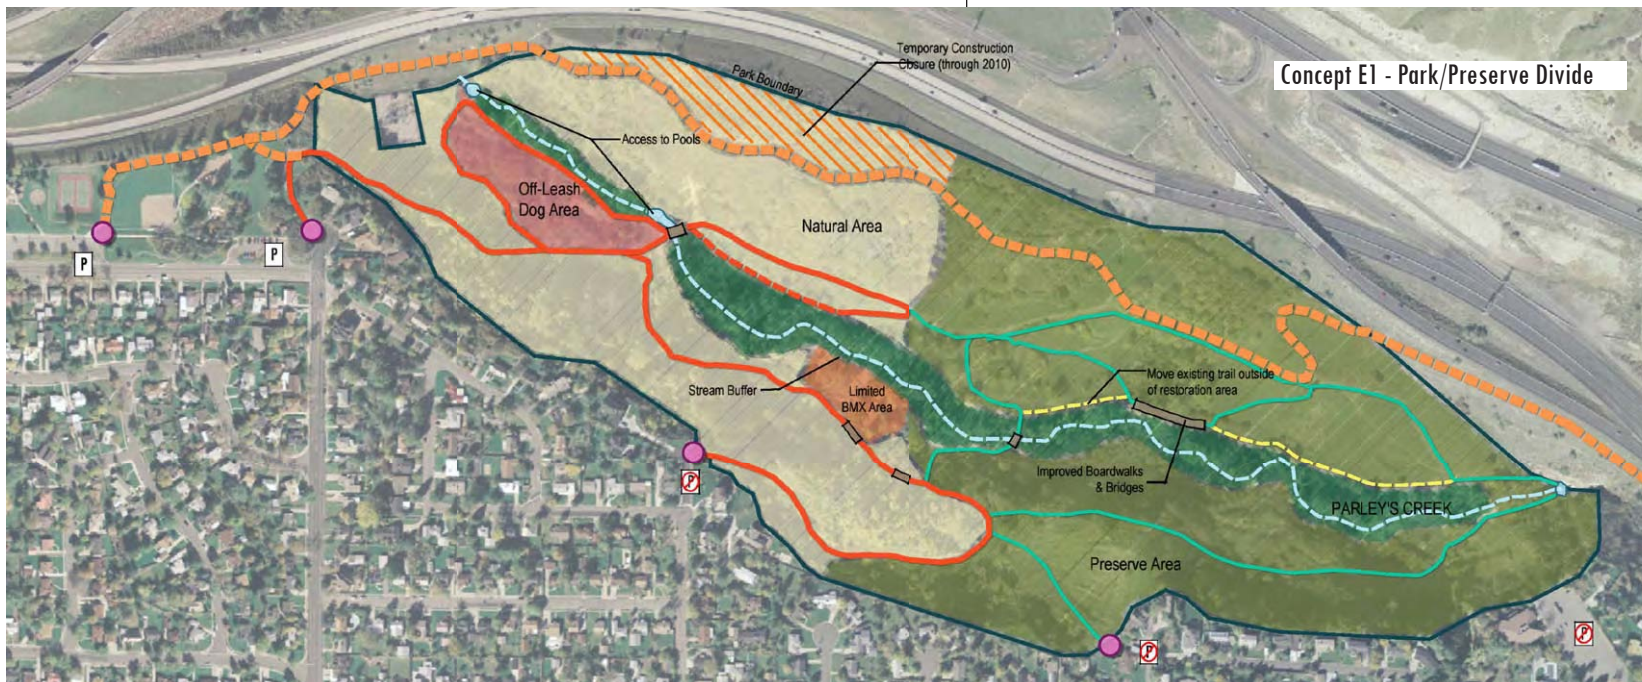 Concept E1 - Park/Preserve Divide
Temporary Construction
Closure (through 2010)
Park Boundary
Access to Pools
Off-Leash
Dog Area
Natural Area
P
P
Stream Buffer
Limited
BMX Area
Move existing trail outside
of restoration area
Improved Boardwalks
& Bridges
P
PARLEY'S CREEK
Preserve Area
P
P